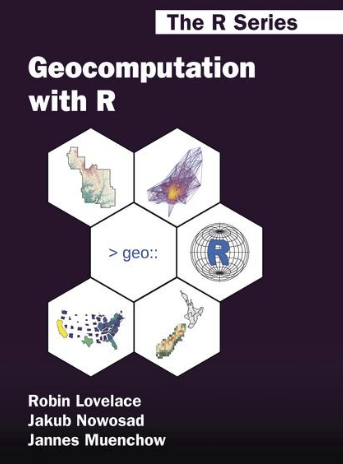 The R Series
Geocomputation
with R
> geo::
R
Robin Lovelace
Jakub Nowosad
Jannes Muenchow